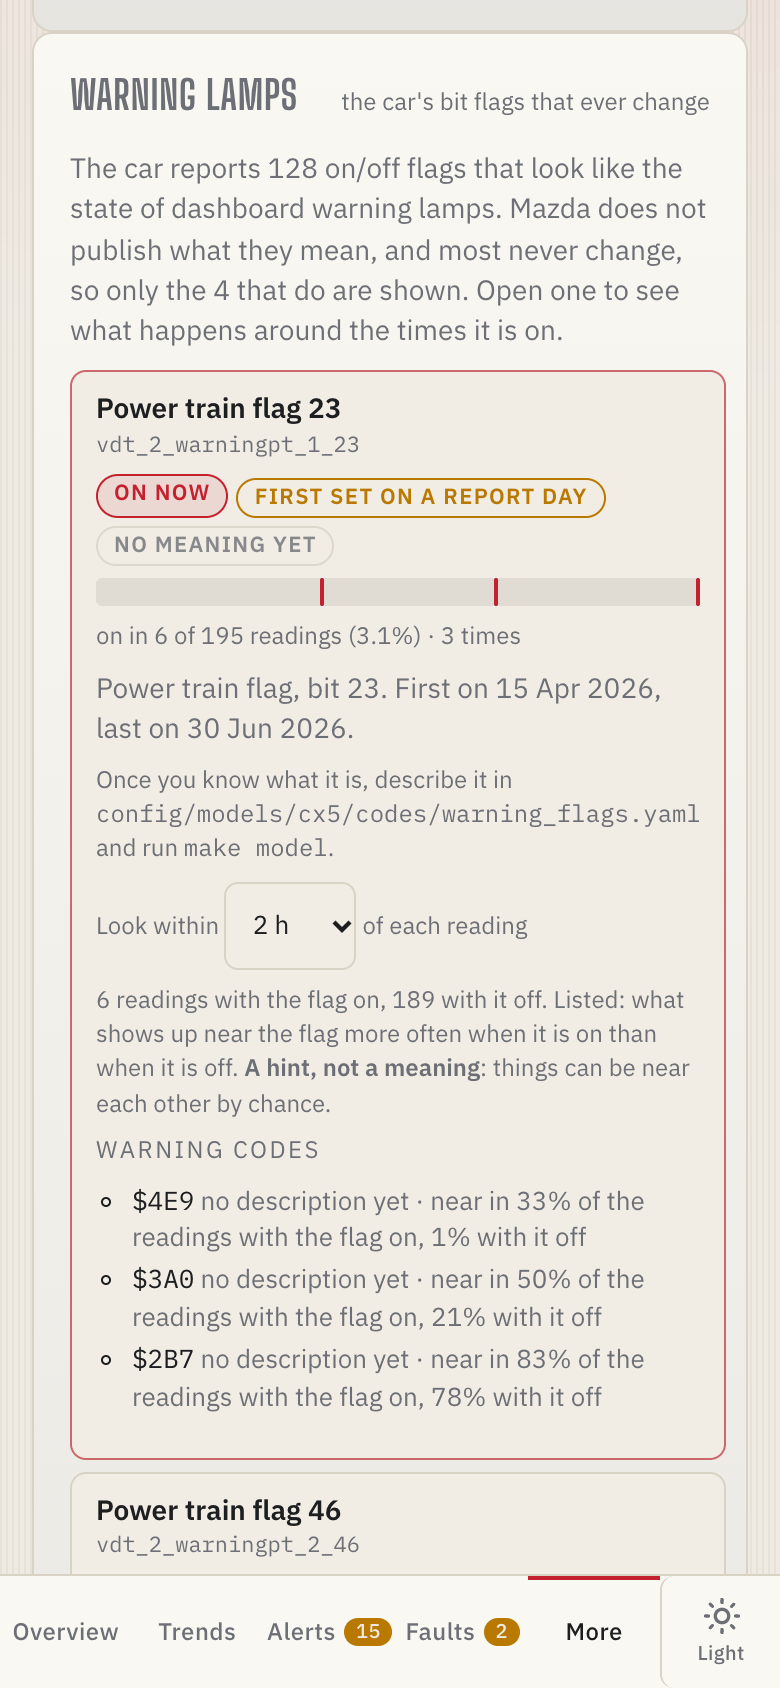 WARNING LAMPS the car's bit flags that ever change
The car reports 128 on/off flags that look like the
state of dashboard warning lamps. Mazda does not
publish what they mean, and most never change,
so only the 4 that do are shown. Open one to see
what happens around the times it is on.
Power train flag 23
vdt_2_warningpt_1_23
ON NOW FIRST SET ON A REPORT DAY
NO MEANING YET
on in 6 of 195 readings (3.1%) · 3 times
Power train flag, bit 23. First on 15 Apr 2026,
last on 30 Jun 2026.
Once you know what it is, describe it in
config/models/cx5/codes/warning_flags.yaml
and run make model.
Look within 2 h of each reading
6 readings with the flag on, 189 with it off. Listed: what
shows up near the flag more often when it is on than
when it is off. A hint, not a meaning: things can be near
each other by chance.
WARNING CODES
$4E9 no description yet · near in 33% of the
readings with the flag on, 1% with it off
$3A0 no description yet · near in 50% of the
readings with the flag on, 21% with it off
$2B7 no description yet · near in 83% of the
readings with the flag on, 78% with it off
Power train flag 46
vdt_2_warningpt_2_46
Overview Trends Alerts 15 Faults 2 More Light